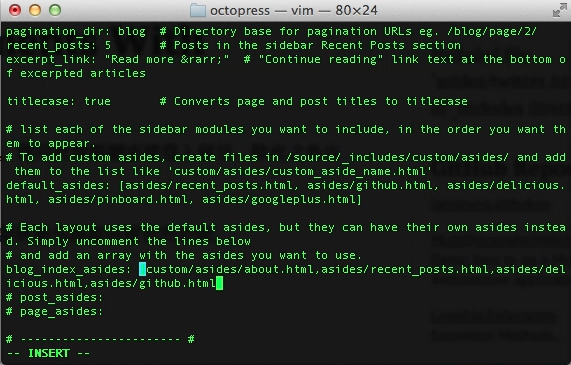 octopress — vim — 80×24
pagination_dir: blog  # Directory base for pagination URLs eg. /blog/page/2/
recent_posts: 5       # Posts in the sidebar Recent Posts section
excerpt_link: "Read more &rarr;"  # "Continue reading" link text at the bottom o
f excerpted articles
titlecase: true       # Converts page and post titles to titlecase
# list each of the sidebar modules you want to include, in the order you want th
em to appear.
# To add custom asides, create files in /source/_includes/custom/asides/ and add
 them to the list like 'custom/asides/custom_aside_name.html'
default_asides: [asides/recent_posts.html, asides/github.html, asides/delicious.
html, asides/pinboard.html, asides/googleplus.html]
# Each layout uses the default asides, but they can have their own asides instea
d. Simply uncomment the lines below
# and add an array with the asides you want to use.
blog_index_asides: [custom/asides/about.html,asides/recent_posts.html,asides/del
icious.html,asides/github.html]
# post_asides:
# page_asides:
# ----------------------- #
-- INSERT --